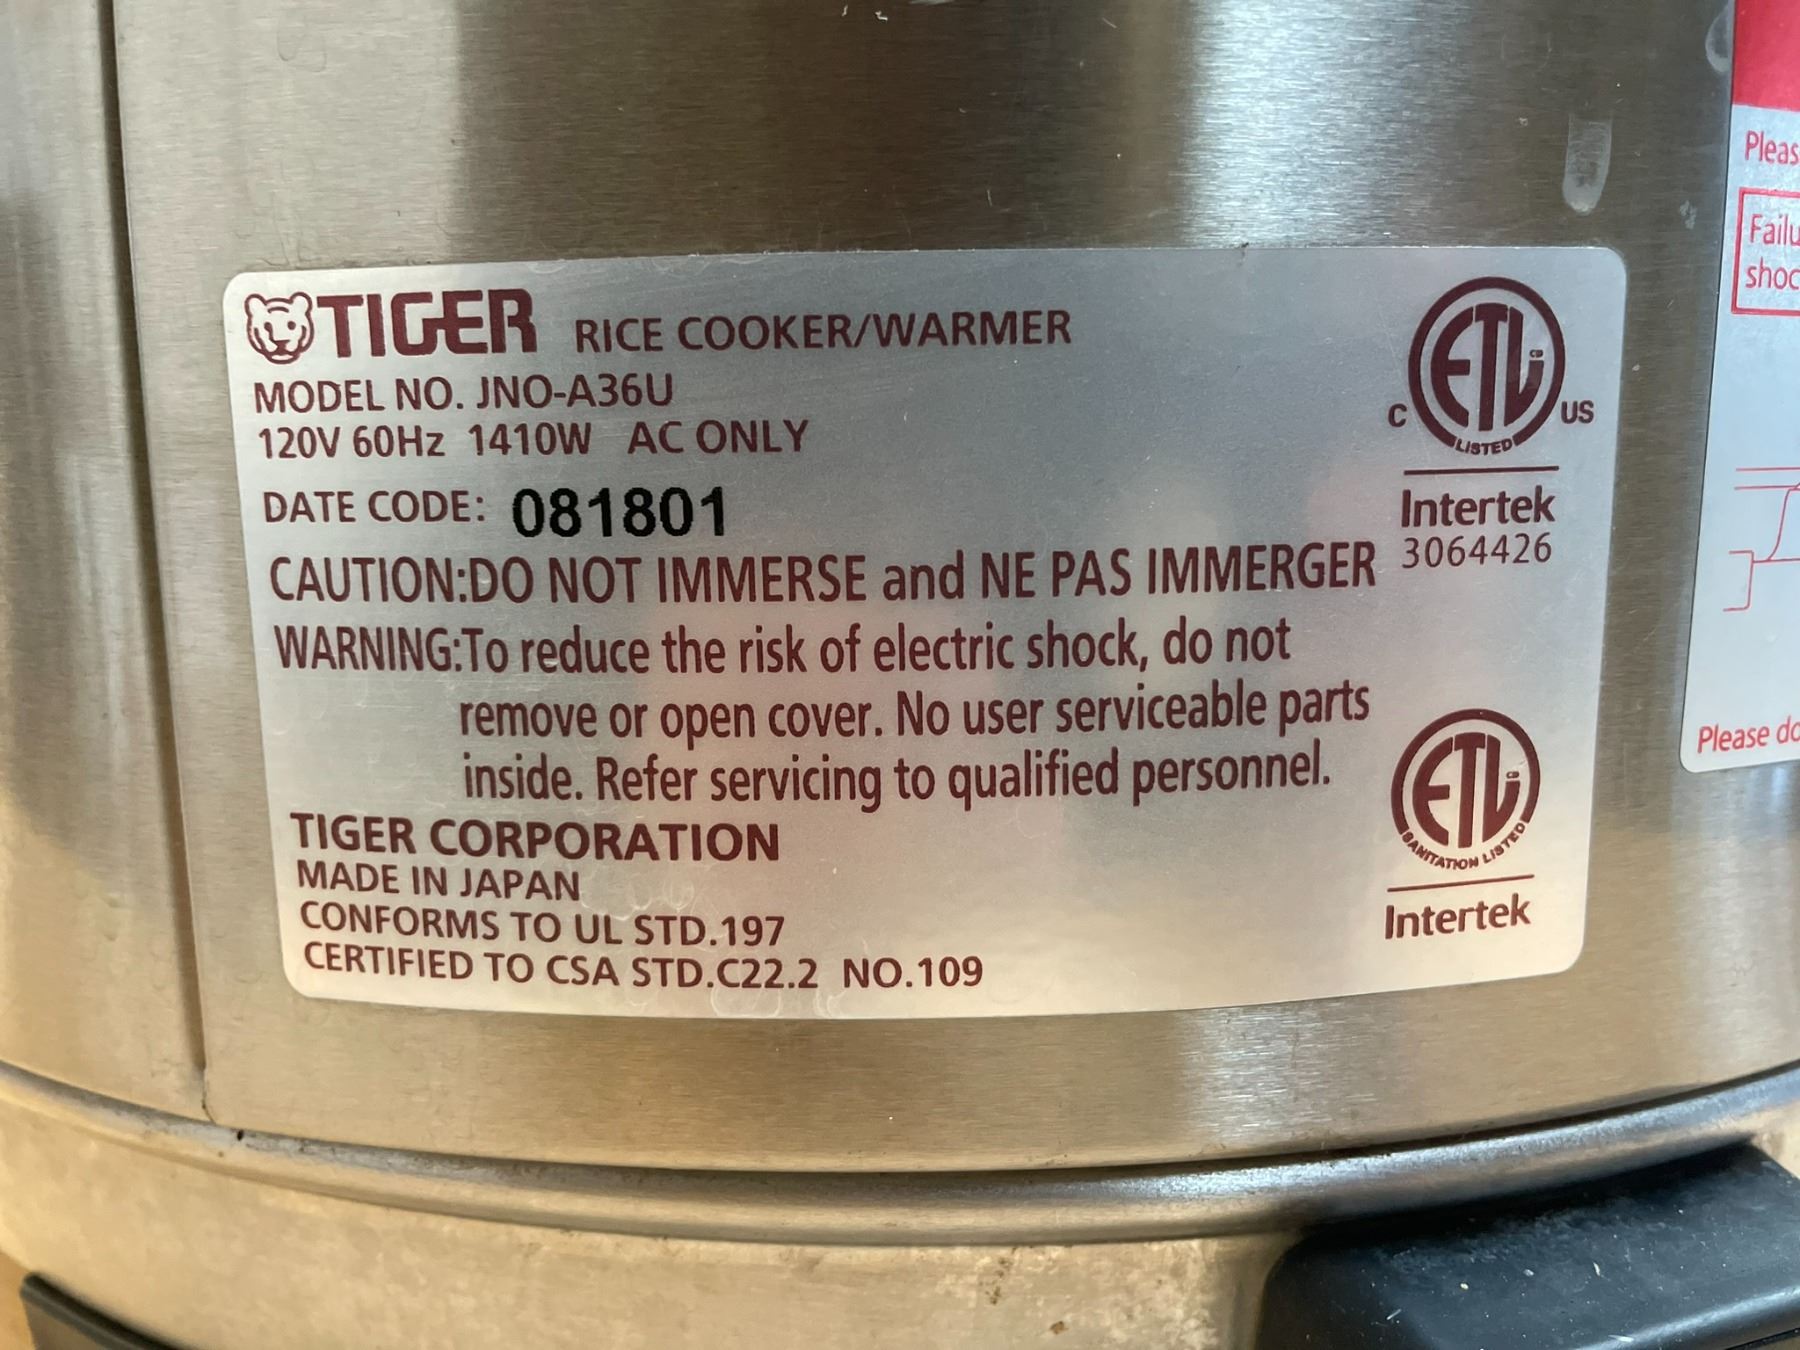 TIGER RICE COOKER/WARMER
MODEL NO. JNO-A36U
120V 60Hz 1410W AC ONLY
DATE CODE: 081801
CAUTION:DO NOT IMMERSE and NE PAS IMMERGER
WARNING:To reduce the risk of electric shock, do not
remove or open cover. No user serviceable parts
inside. Refer servicing to qualified personnel.
TIGER CORPORATION
MADE IN JAPAN
CONFORMS TO UL STD.197
CERTIFIED TO CSA STD.C22.2 NO.109
ETL
C US
LISTED
Intertek
3064426
ETL
SANITATION LISTED
Intertek
Please do